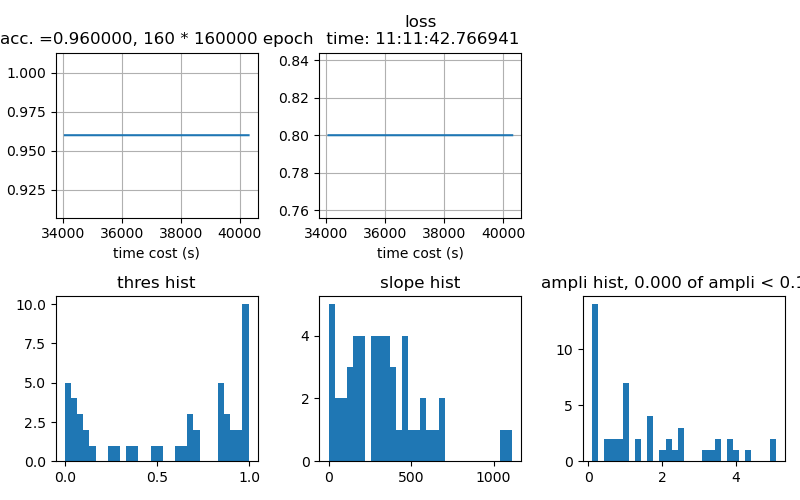 loss
acc. =0.960000, 160 * 160000 epoch time: 11:11:42.766941
1.000
0.975
0.950
0.925
34000 36000 38000 40000
time cost (s)
0.84
0.82
0.80
0.78
0.76
34000 36000 38000 40000
time cost (s)
thres hist
10.0
7.5
5.0
2.5
0.0
0.0 0.5 1.0
slope hist
4
2
0
0 500 1000
ampli hist, 0.000 of ampli < 0.1
10
5
0
0 2 4